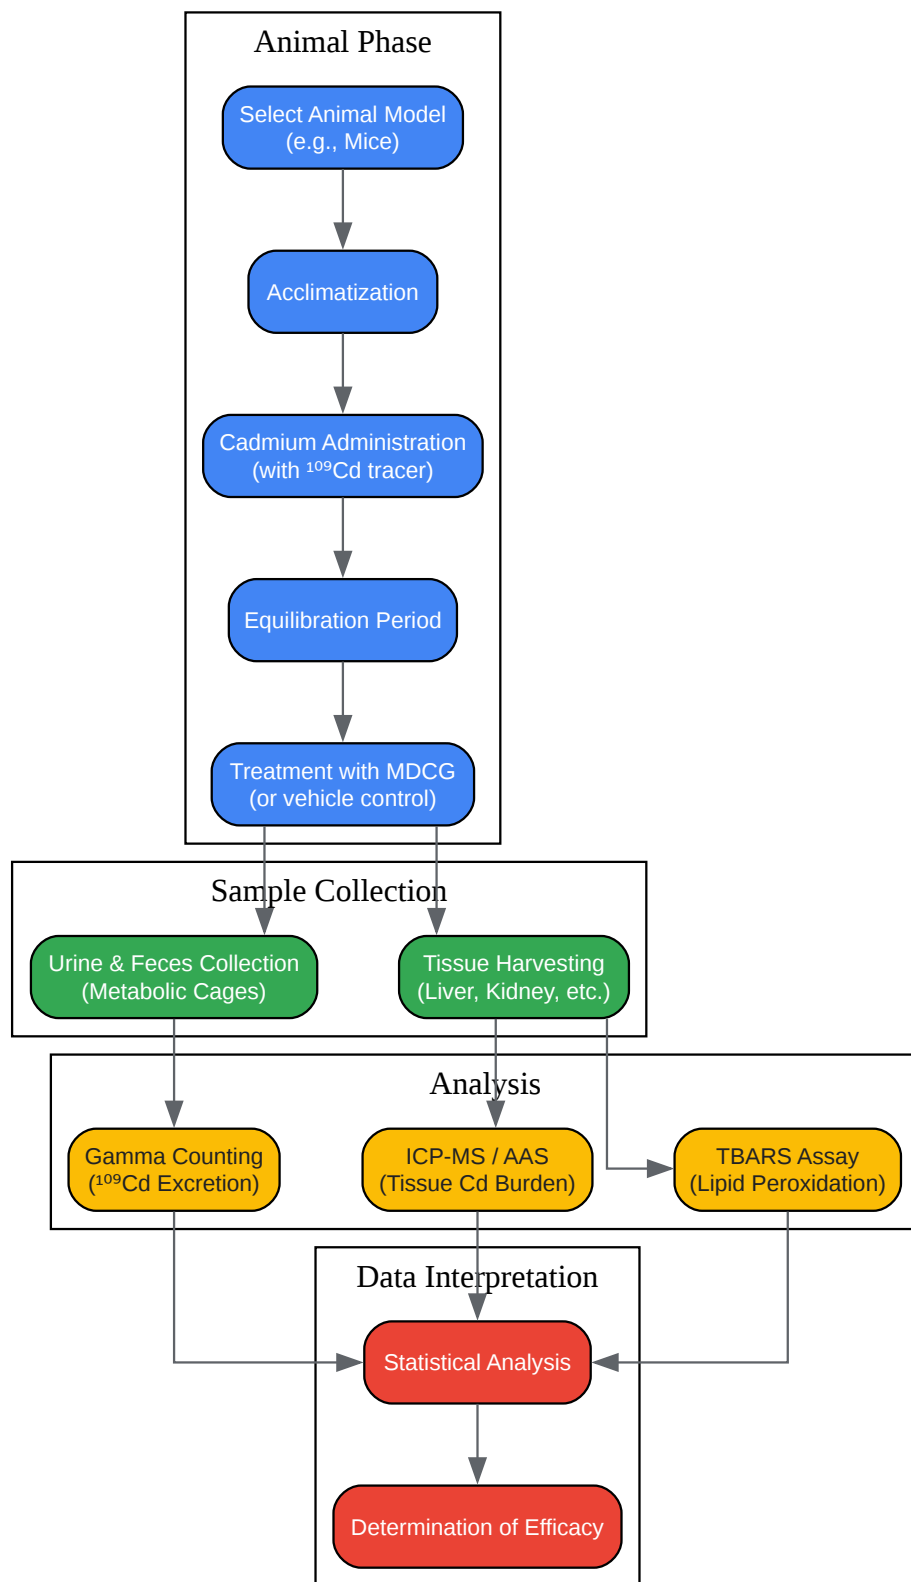 Animal Phase
Select Animal Model
(e.g., Mice)
Acclimatization
Cadmium Administration
(with ¹⁰⁹Cd tracer)
Equilibration Period
Treatment with MDCG
(or vehicle control)
Sample Collection
Urine & Feces Collection
(Metabolic Cages)
Tissue Harvesting
(Liver, Kidney, etc.)
Analysis
Gamma Counting
(¹⁰⁹Cd Excretion)
ICP-MS / AAS
(Tissue Cd Burden)
TBARS Assay
(Lipid Peroxidation)
Data Interpretation
Statistical Analysis
Determination of Efficacy